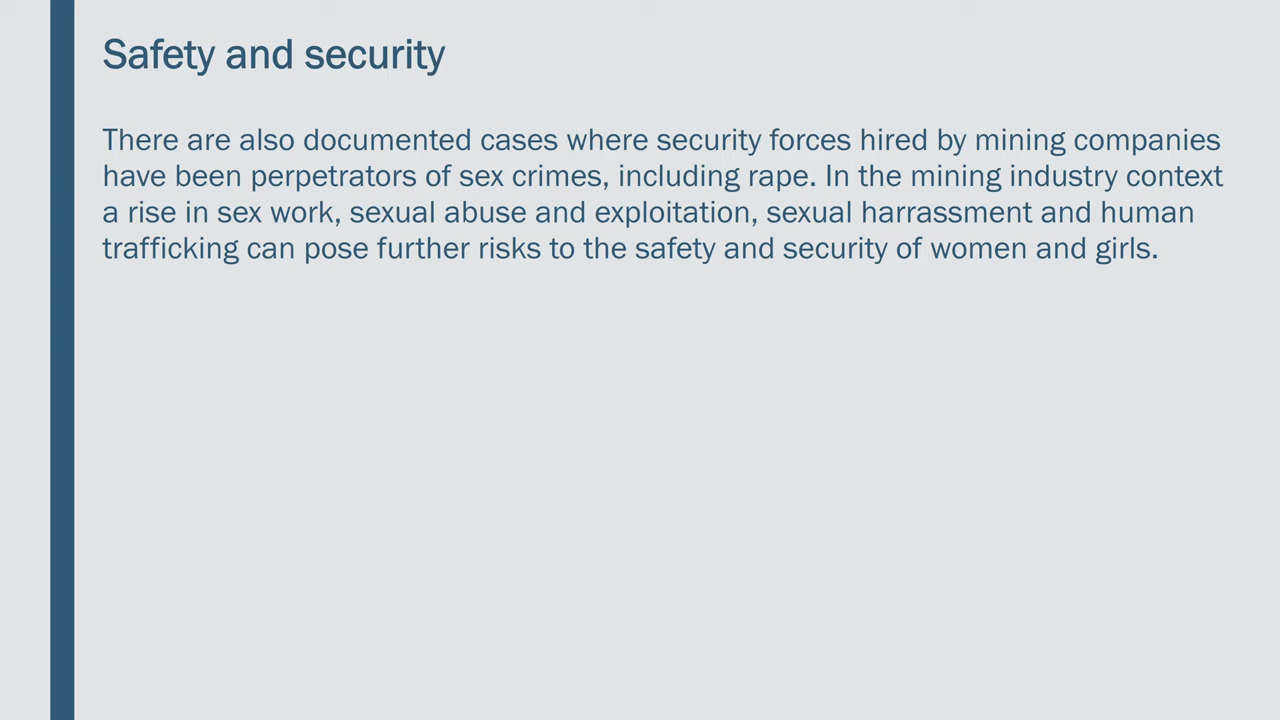 Safety and security
There are also documented cases where security forces hired by mining companies
have been perpetrators of sex crimes, including rape. In the mining industry context
a rise in sex work, sexual abuse and exploitation, sexual harrassment and human
trafficking can pose further risks to the safety and security of women and girls.